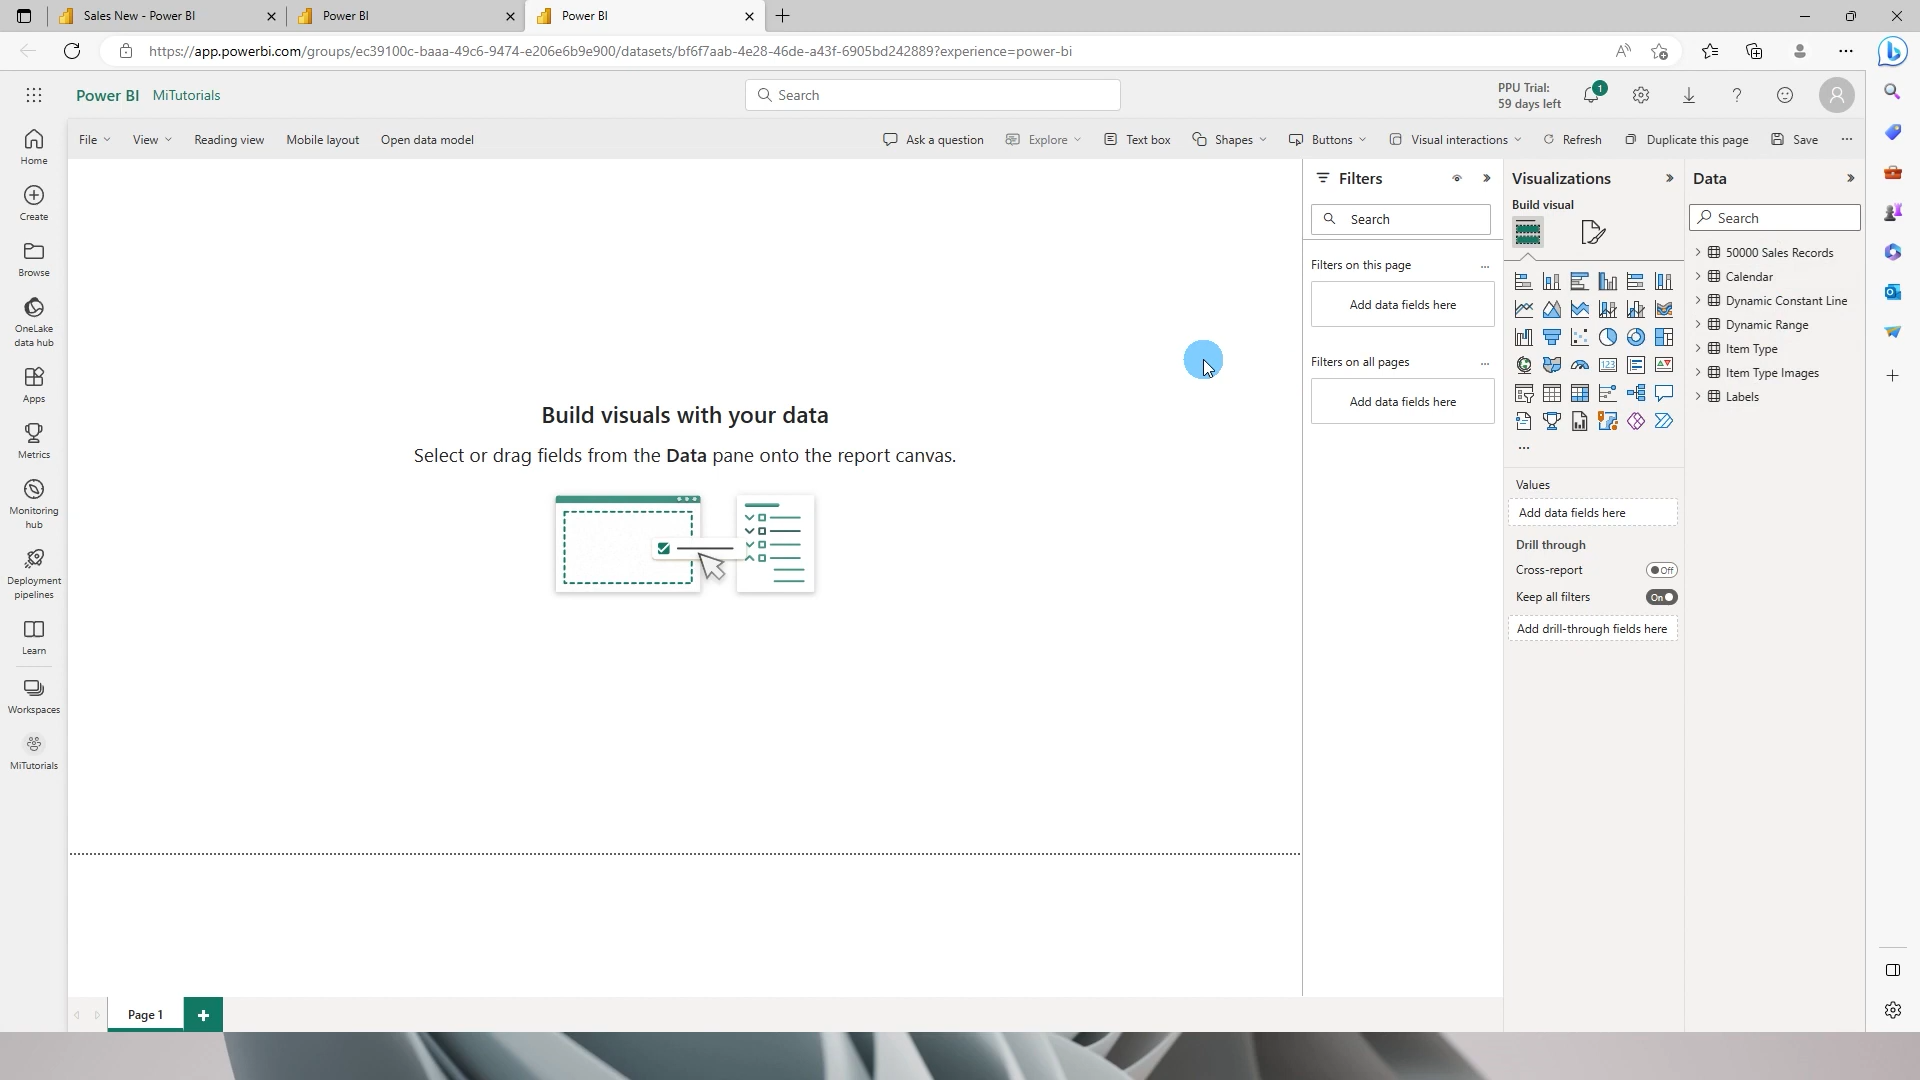 Sales New - Power BI
Power BI
Power BI
https://app.powerbi.com/groups/ec39100c-baaa-49c6-9474-e206e6b9e900/datasets/bf6f7aab-4e28-46de-a43f-6905bd242889?experience=power-bi
Power BI MiTutorials
Search
PPU Trial:
59 days left
1
File
View
Reading view
Mobile layout
Open data model
Ask a question
Explore
Text box
Shapes
Buttons
Visual interactions
Refresh
Duplicate this page
Save
Home
Create
Browse
OneLake
data hub
Apps
Metrics
Monitoring
hub
Deployment
pipelines
Learn
Workspaces
MiTutorials
Build visuals with your data
Select or drag fields from the Data pane onto the report canvas.
Filters
Search
Filters on this page
Add data fields here
Filters on all pages
Add data fields here
Visualizations
Build visual
123
Values
Add data fields here
Drill through
Cross-report
Off
Keep all filters
On
Add drill-through fields here
Data
Search
50000 Sales Records
Calendar
Dynamic Constant Line
Dynamic Range
Item Type
Item Type Images
Labels
Page 1